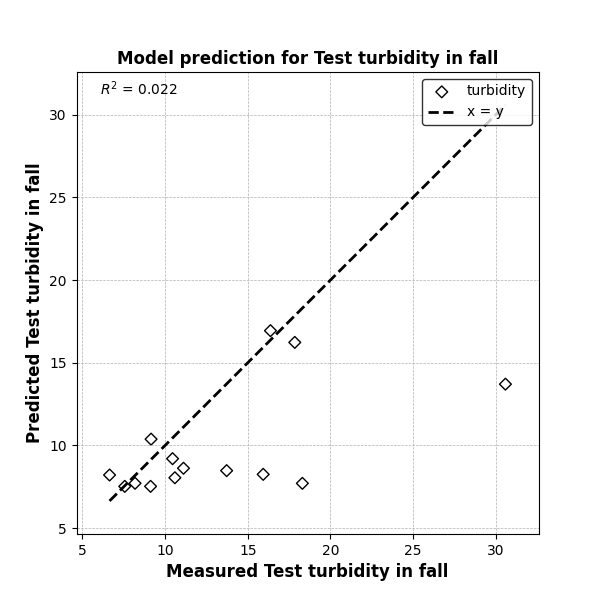 Model prediction for Test turbidity in fall
R² = 0.022
turbidity
x = y
30
25
20
15
10
5
Predicted Test turbidity in fall
5 10 15 20 25 30
Measured Test turbidity in fall